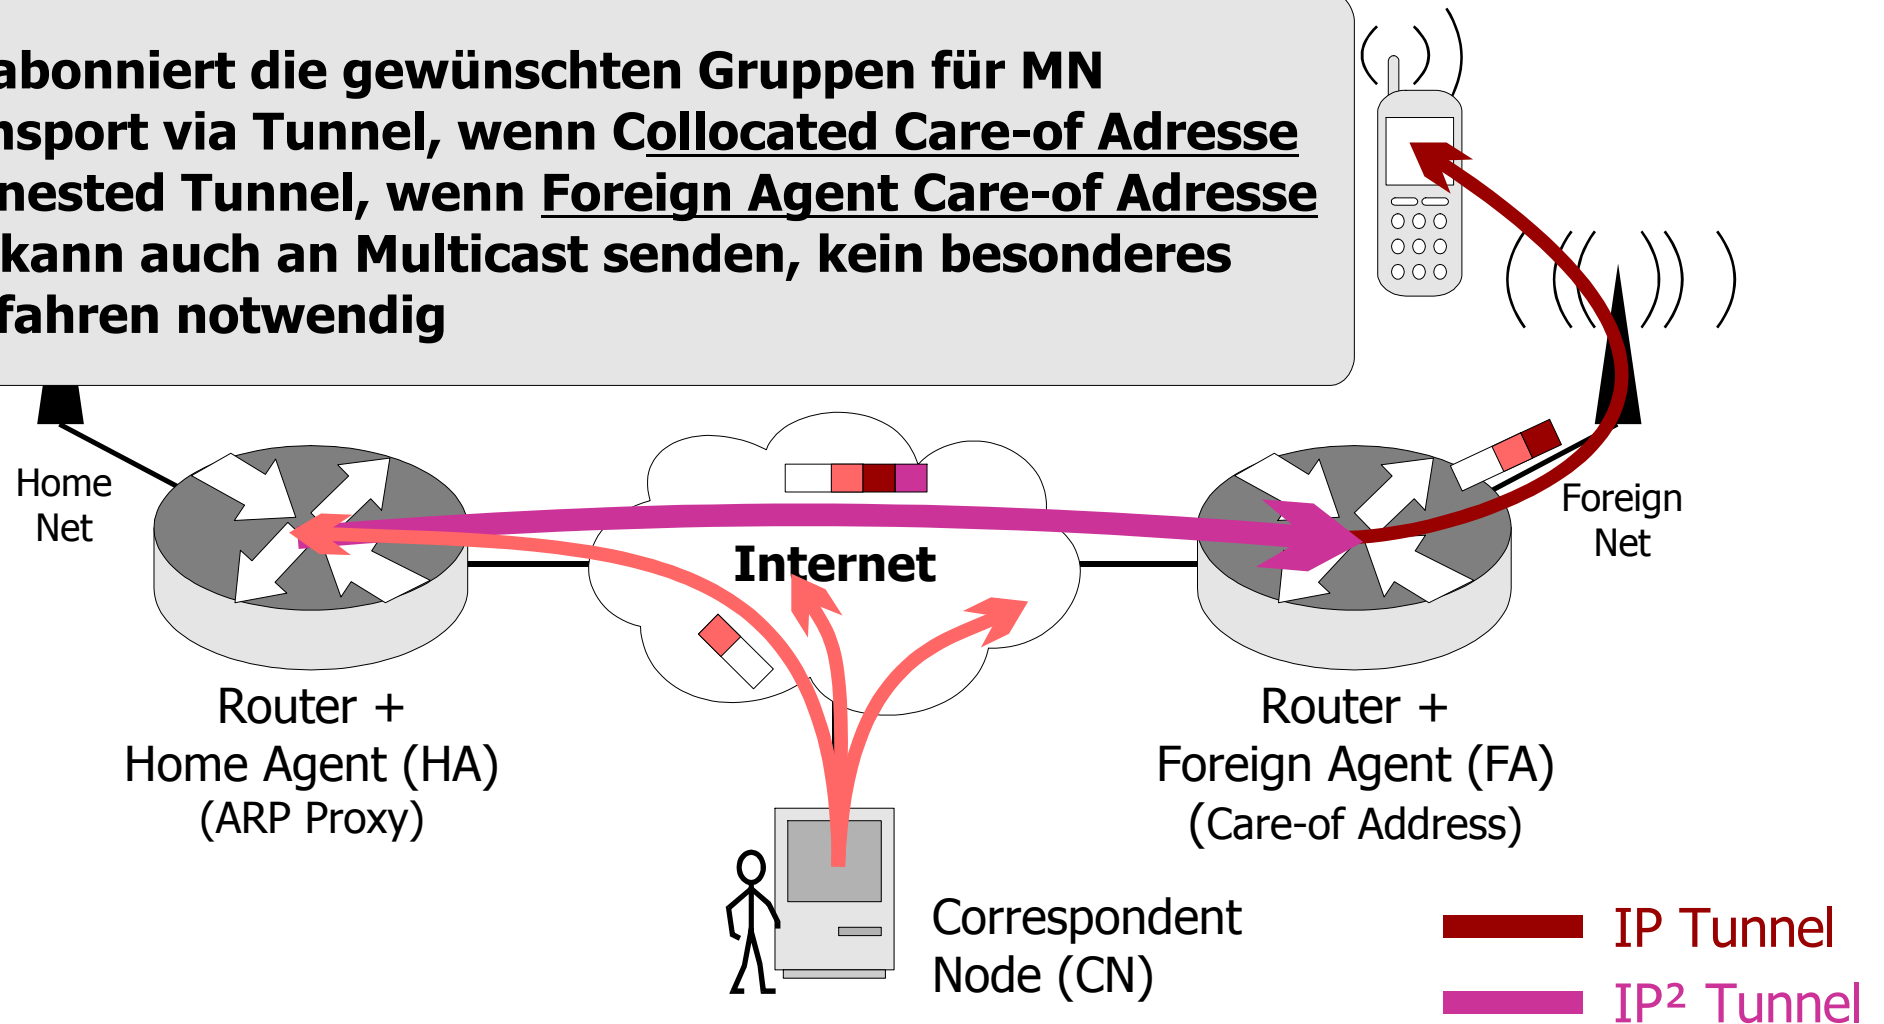 abonniert die gewünschten Gruppen für MN
nsport via Tunnel, wenn Collocated Care-of Adresse
nested Tunnel, wenn Foreign Agent Care-of Adresse
kann auch an Multicast senden, kein besonderes
fahren notwendig
Home
Net
Internet
Foreign
Net
Router +
Home Agent (HA)
(ARP Proxy)
Router +
Foreign Agent (FA)
(Care-of Address)
Correspondent
Node (CN)
IP Tunnel
IP² Tunnel